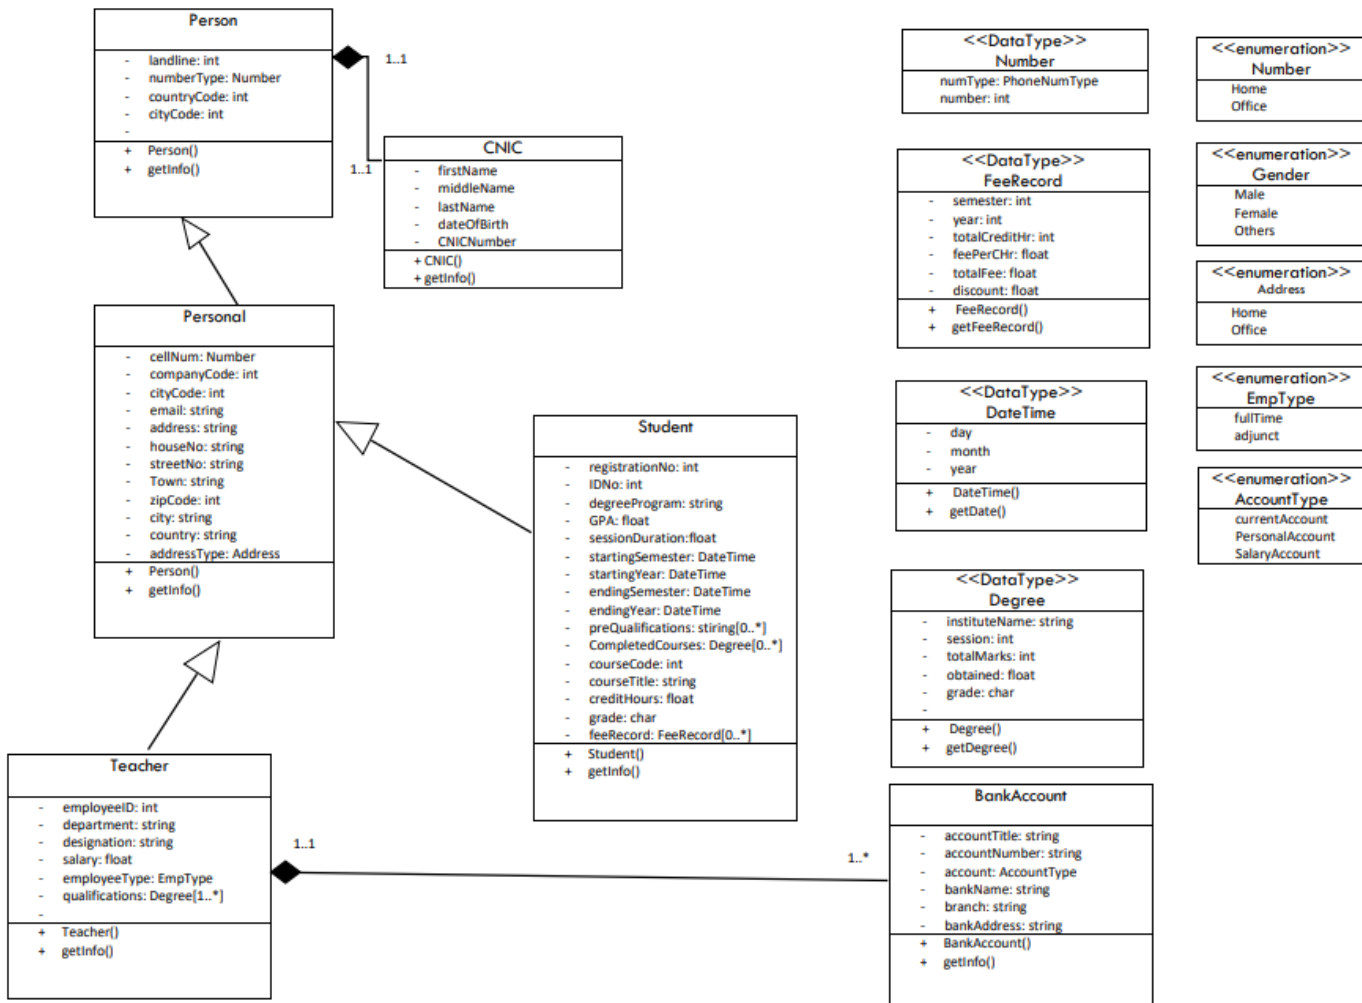 Person
- landline: int
- numberType: Number
- countryCode: int
- cityCode: int
-
+ Person()
+ getInfo()
1..1
1..1
CNIC
- firstName
- middleName
- lastName
- dateOfBirth
- CNICNumber
+ CNIC()
+ getInfo()
Personal
- cellNum: Number
- companyCode: int
- cityCode: int
- email: string
- address: string
- houseNo: string
- streetNo: string
- Town: string
- zipCode: int
- city: string
- country: string
- addressType: Address
+ Person()
+ getInfo()
Student
- registrationNo: int
- IDNo: int
- degreeProgram: string
- GPA: float
- sessionDuration:float
- startingSemester: DateTime
- startingYear: DateTime
- endingSemester: DateTime
- endingYear: DateTime
- preQualifications: stiring[0..*]
- CompletedCourses: Degree[0..*]
- courseCode: int
- courseTitle: string
- creditHours: float
- grade: char
- feeRecord: FeeRecord[0..*]
+ Student()
+ getInfo()
Teacher
- employeeID: int
- department: string
- designation: string
- salary: float
- employeeType: EmpType
- qualifications: Degree[1..*]
-
+ Teacher()
+ getInfo()
1..1
1..*
<<DataType>>
Number
numType: PhoneNumType
number: int
<<DataType>>
FeeRecord
- semester: int
- year: int
- totalCreditHr: int
- feePerCHr: float
- totalFee: float
- discount: float
+ FeeRecord()
+ getFeeRecord()
<<DataType>>
DateTime
- day
- month
- year
+ DateTime()
+ getDate()
<<DataType>>
Degree
- instituteName: string
- session: int
- totalMarks: int
- obtained: float
- grade: char
-
+ Degree()
+ getDegree()
BankAccount
- accountTitle: string
- accountNumber: string
- account: AccountType
- bankName: string
- branch: string
- bankAddress: string
+ BankAccount()
+ getInfo()
<<enumeration>>
Number
Home
Office
<<enumeration>>
Gender
Male
Female
Others
<<enumeration>>
Address
Home
Office
<<enumeration>>
EmpType
fullTime
adjunct
<<enumeration>>
AccountType
currentAccount
PersonalAccount
SalaryAccount